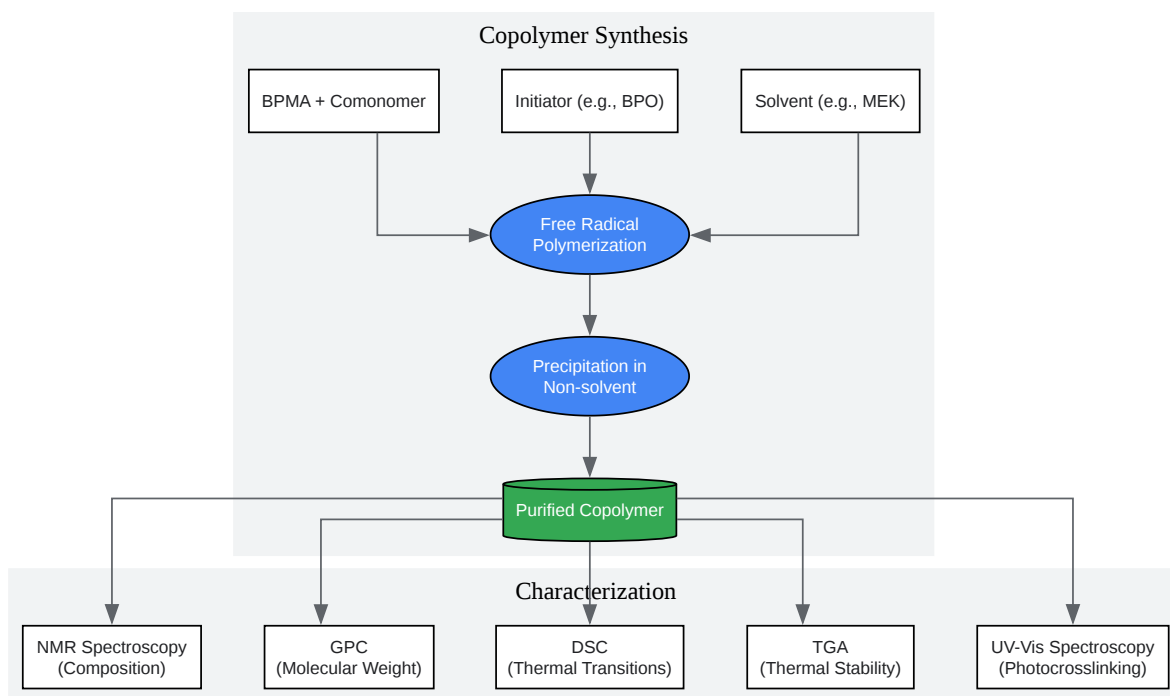 Copolymer Synthesis
BPMA + Comonomer
Initiator (e.g., BPO)
Solvent (e.g., MEK)
Free Radical
Polymerization
Precipitation in
Non-solvent
Purified Copolymer
Characterization
NMR Spectroscopy
(Composition)
GPC
(Molecular Weight)
DSC
(Thermal Transitions)
TGA
(Thermal Stability)
UV-Vis Spectroscopy
(Photocrosslinking)